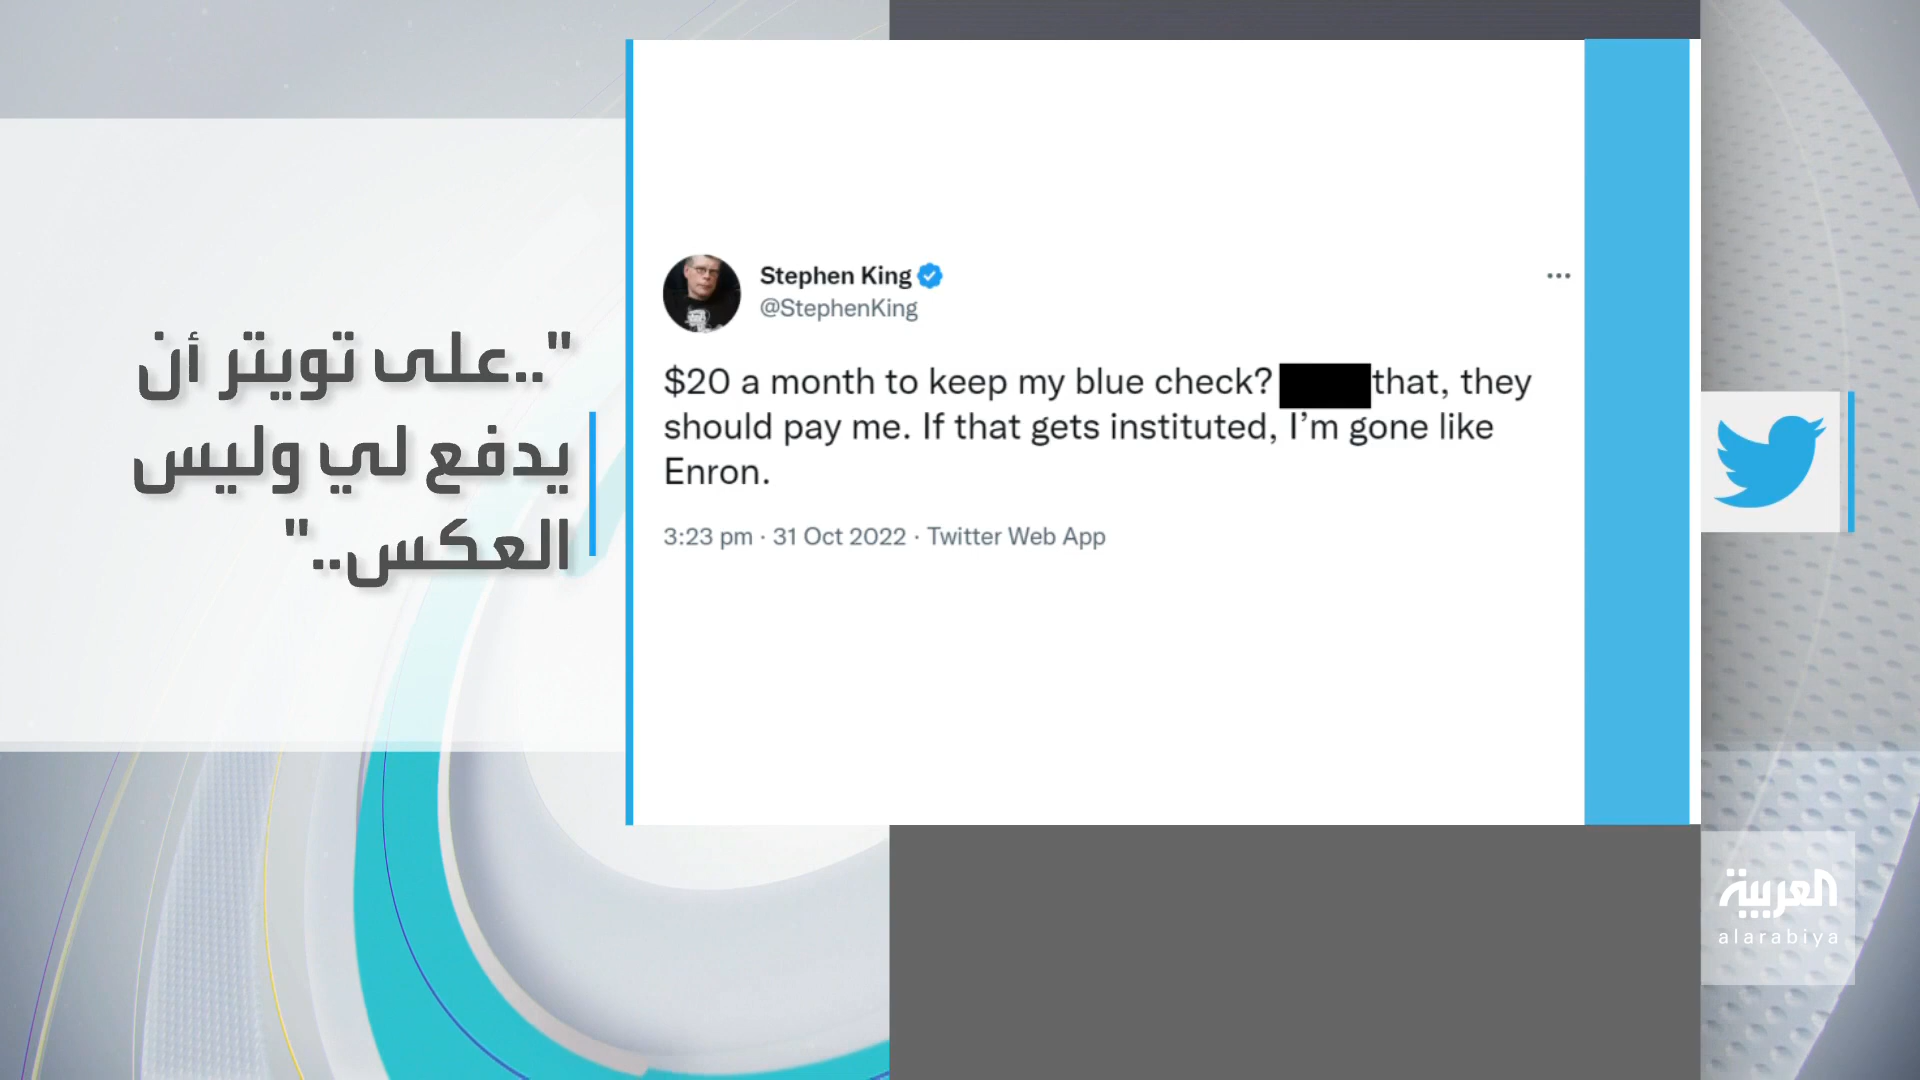 "..على تويتر أن
يدفع لي وليس
العكس.."
Stephen King
@StephenKing
$20 a month to keep my blue check? that, they
should pay me. If that gets instituted, I’m gone like
Enron.
3:23 pm · 31 Oct 2022 · Twitter Web App
العربية
alarabiya